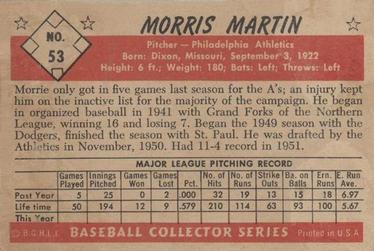 NO.
53
MORRIS MARTIN
Pitcher — Philadelphia Athletics
Born: Dixon, Missouri, September 3, 1922
Height: 6 ft.; Weight: 180; Bats: Left; Throws: Left
Morrie only got in five games last season for the A's; an injury kept
him on the inactive list for the majority of the campaign. He began
in organized baseball in 1941 with Grand Forks of the Northern
League, winning 16 and losing 7. Began the 1949 season with the
Dodgers, finished the season with St. Paul. He was drafted by the
Athletics in November, 1950. Had 11-4 record in 1951.
MAJOR LEAGUE PITCHING RECORD
Games Played Innings Pitched Games Won Games Lost Pct. No. of Hits No. of Runs Strike Outs Ba. on Balls Ern. Runs E. Run Ave.
Past Year 5 25 0 2 .000 32 19 13 15 18 6.97
Life time 50 194 12 9 .579 210 114 63 93 100 5.67
This Year
©B.G.H.L.I. BASEBALL COLLECTOR SERIES Printed in U.S.A